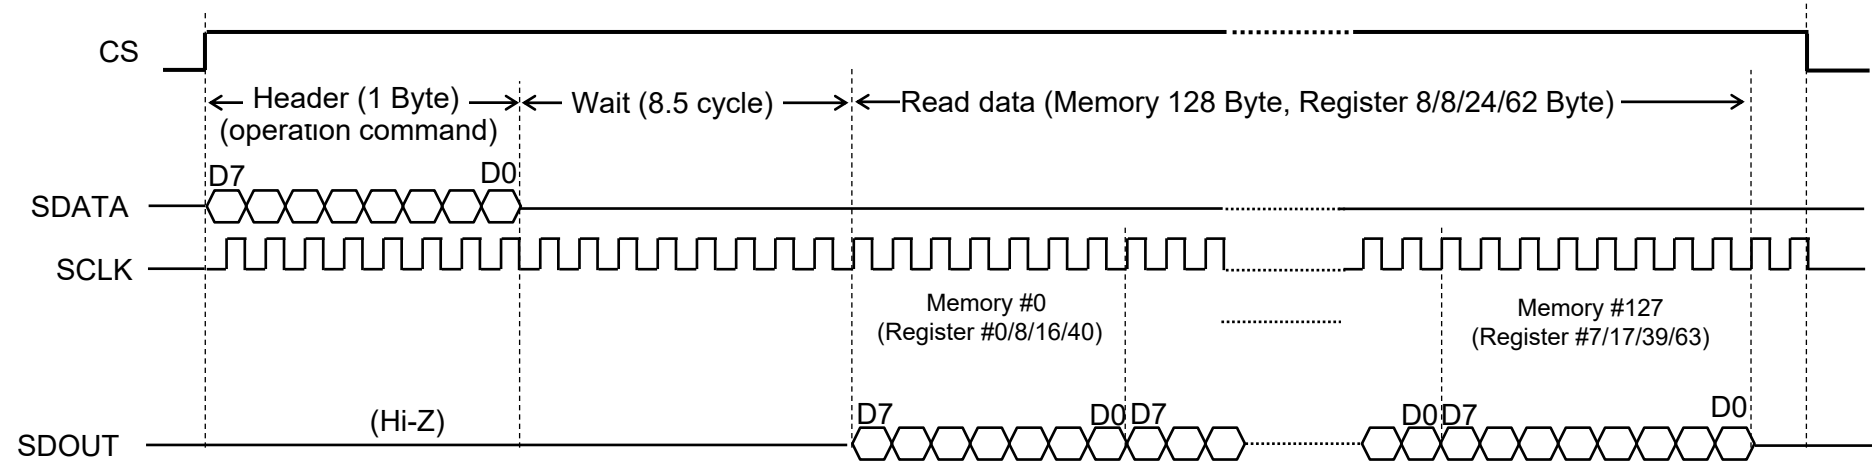 CS
Header (1 Byte)
(operation command)
Wait (8.5 cycle)
Read data (Memory 128 Byte, Register 8/8/24/62 Byte)
D7
D0
SDATA
SCLK
Memory #0
(Register #0/8/16/40)
Memory #127
(Register #7/17/39/63)
(Hi-Z)
D7
D0
D7
D0
D7
D0
SDOUT